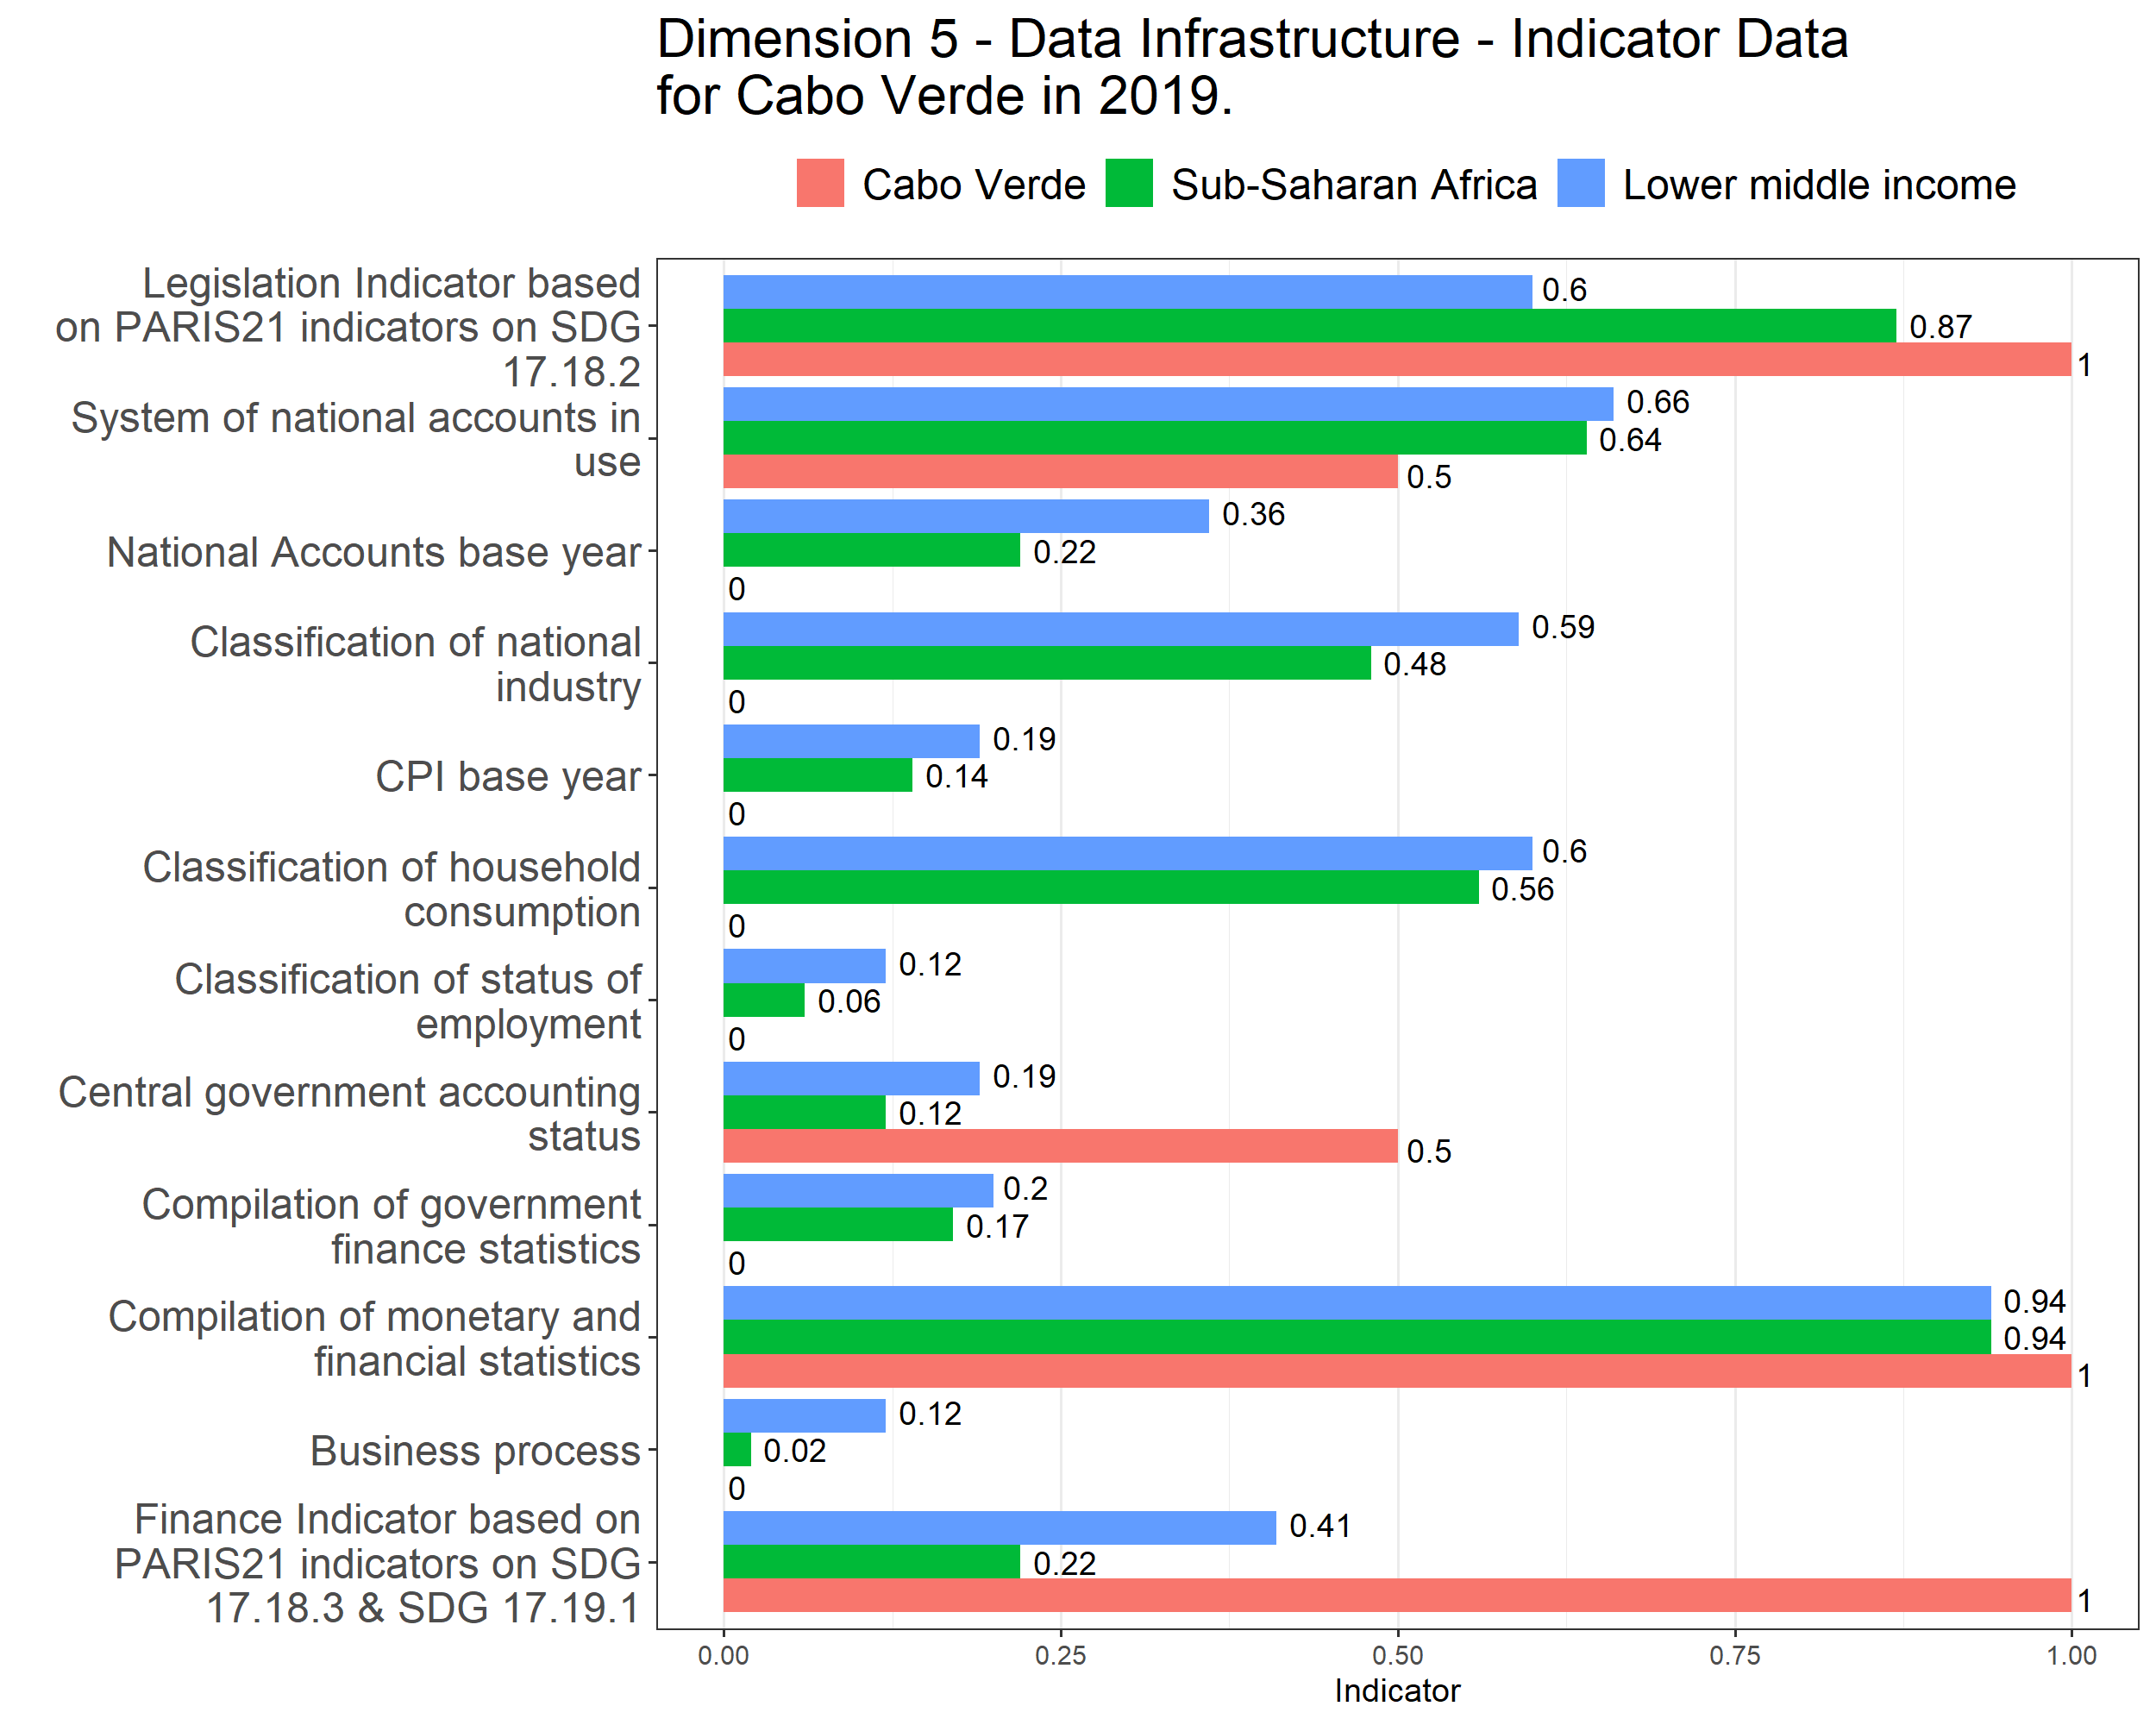 Dimension 5 - Data Infrastructure - Indicator Data
for Cabo Verde in 2019.
Cabo Verde Sub-Saharan Africa Lower middle income
Legislation Indicator based
on PARIS21 indicators on SDG
17.18.2
0.6
0.87
1
System of national accounts in
use
0.66
0.64
0.5
National Accounts base year
0.36
0.22
0
Classification of national
industry
0.59
0.48
0
CPI base year
0.19
0.14
0
Classification of household
consumption
0.6
0.56
0
Classification of status of
employment
0.12
0.06
0
Central government accounting
status
0.19
0.12
0.5
Compilation of government
finance statistics
0.2
0.17
0
Compilation of monetary and
financial statistics
0.94
0.94
1
Business process
0.12
0.02
0
Finance Indicator based on
PARIS21 indicators on SDG
17.18.3 & SDG 17.19.1
0.41
0.22
1
0.00 0.25 0.50 0.75 1.00
Indicator